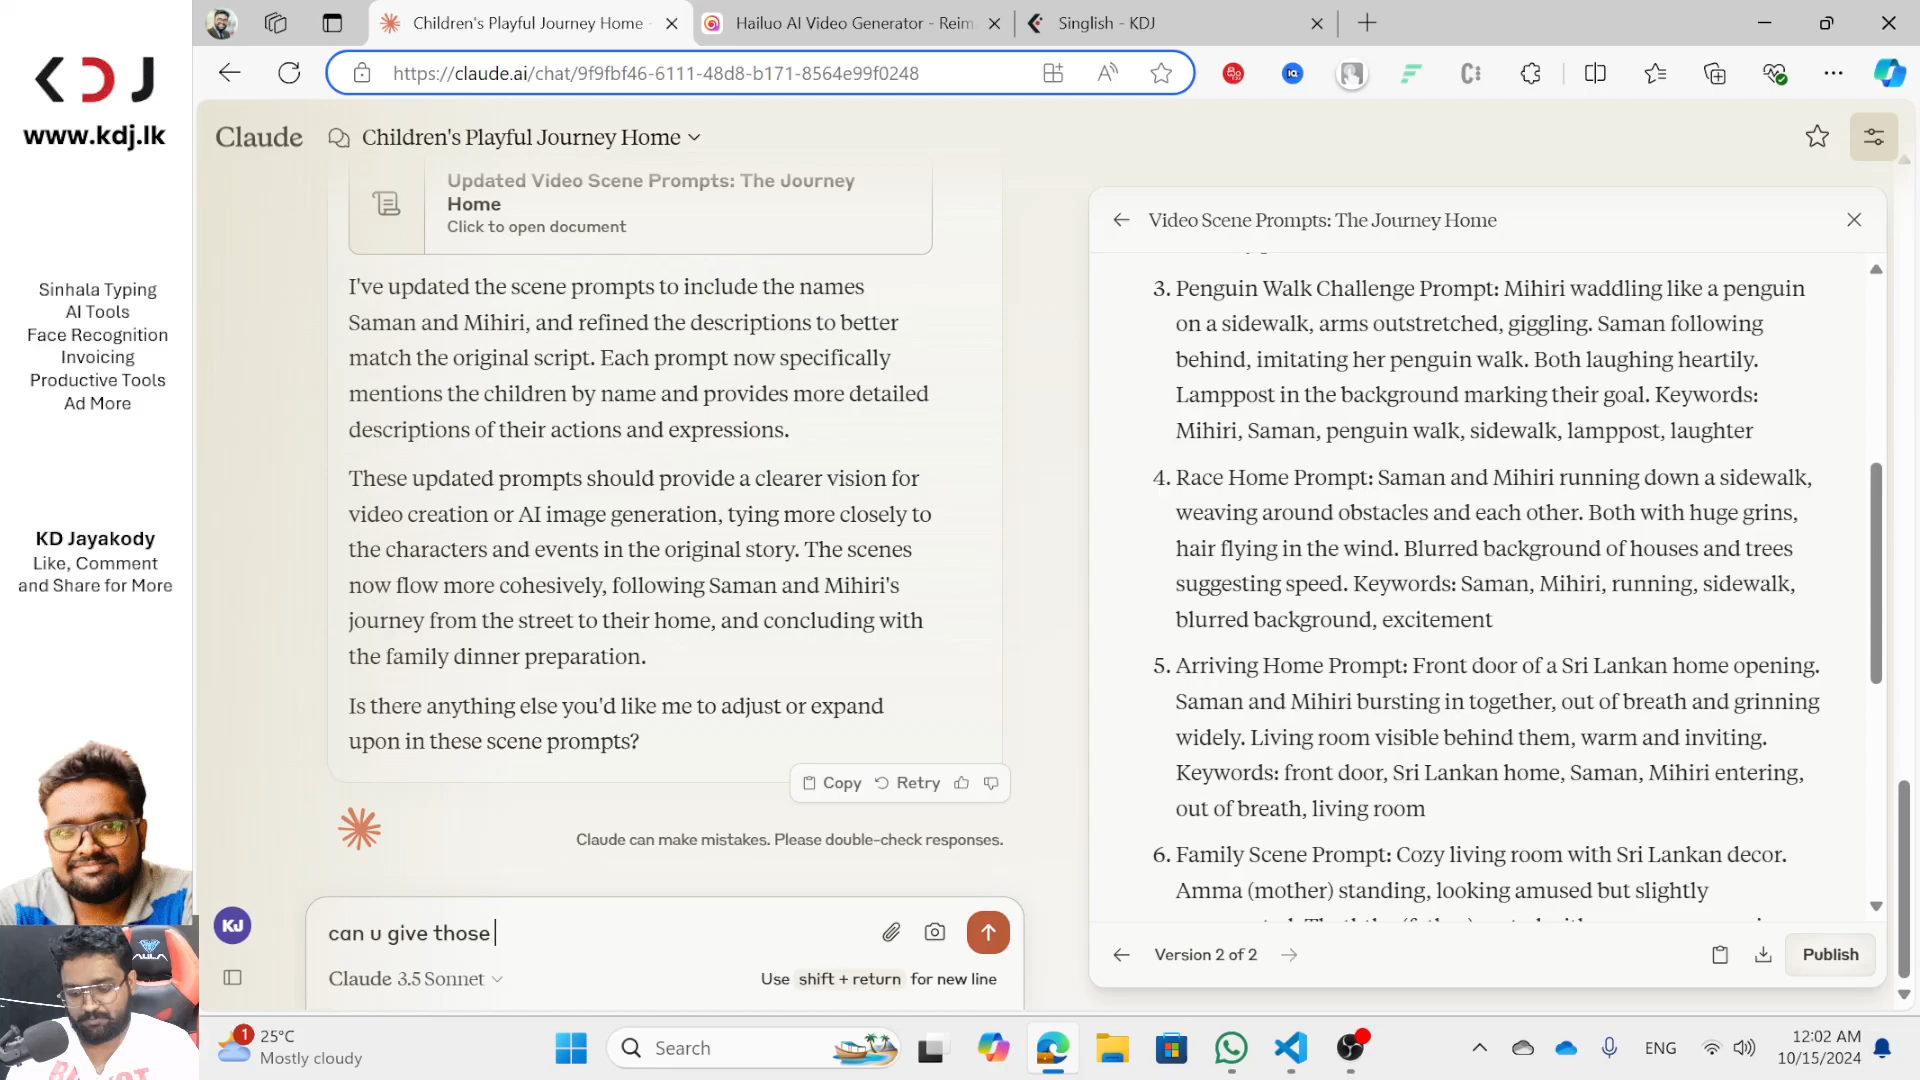 KDJ
www.kdj.lk
Sinhala Typing
AI Tools
Face Recognition
Invoicing
Productive Tools
Ad More
KD Jayakody
Like, Comment
and Share for More
Children's Playful Journey Home -
Hailuo AI Video Generator - Reim
Singlish - KDJ
https://claude.ai/chat/9f9fbf46-6111-48d8-b171-8564e99f0248
Claude
Children's Playful Journey Home
Updated Video Scene Prompts: The Journey
Home
Click to open document
I've updated the scene prompts to include the names
Saman and Mihiri, and refined the descriptions to better
match the original script. Each prompt now specifically
mentions the children by name and provides more detailed
descriptions of their actions and expressions.
These updated prompts should provide a clearer vision for
video creation or AI image generation, tying more closely to
the characters and events in the original story. The scenes
now flow more cohesively, following Saman and Mihiri's
journey from the street to their home, and concluding with
the family dinner preparation.
Is there anything else you'd like me to adjust or expand
upon in these scene prompts?
Copy Retry
Claude can make mistakes. Please double-check responses.
KJ
can u give those
Claude 3.5 Sonnet
Use shift + return for new line
Video Scene Prompts: The Journey Home
3. Penguin Walk Challenge Prompt: Mihiri waddling like a penguin
on a sidewalk, arms outstretched, giggling. Saman following
behind, imitating her penguin walk. Both laughing heartily.
Lamppost in the background marking their goal. Keywords:
Mihiri, Saman, penguin walk, sidewalk, lamppost, laughter
4. Race Home Prompt: Saman and Mihiri running down a sidewalk,
weaving around obstacles and each other. Both with huge grins,
hair flying in the wind. Blurred background of houses and trees
suggesting speed. Keywords: Saman, Mihiri, running, sidewalk,
blurred background, excitement
5. Arriving Home Prompt: Front door of a Sri Lankan home opening.
Saman and Mihiri bursting in together, out of breath and grinning
widely. Living room visible behind them, warm and inviting.
Keywords: front door, Sri Lankan home, Saman, Mihiri entering,
out of breath, living room
6. Family Scene Prompt: Cozy living room with Sri Lankan decor.
Amma (mother) standing, looking amused but slightly
Version 2 of 2
Publish
AULA
1
25°C
Mostly cloudy
Search
ENG
12:02 AM
10/15/2024